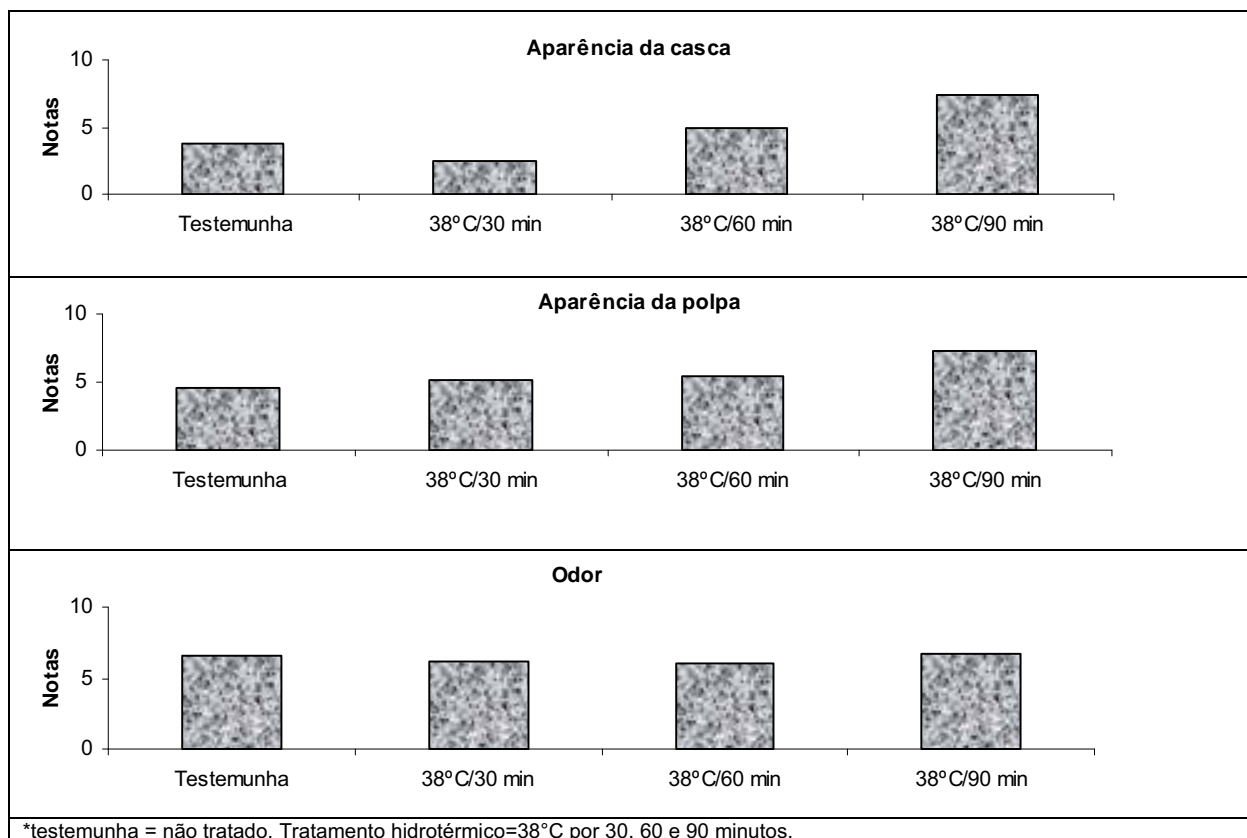 Aparência da casca
10
5
0
Notas
Testemunha 38ºC/30 min 38ºC/60 min 38ºC/90 min
Aparência da polpa
10
5
0
Notas
Testemunha 38ºC/30 min 38ºC/60 min 38ºC/90 min
Odor
10
5
0
Notas
Testemunha 38ºC/30 min 38ºC/60 min 38ºC/90 min
*testemunha = não tratado. Tratamento hidrotérmico=38°C por 30, 60 e 90 minutos.